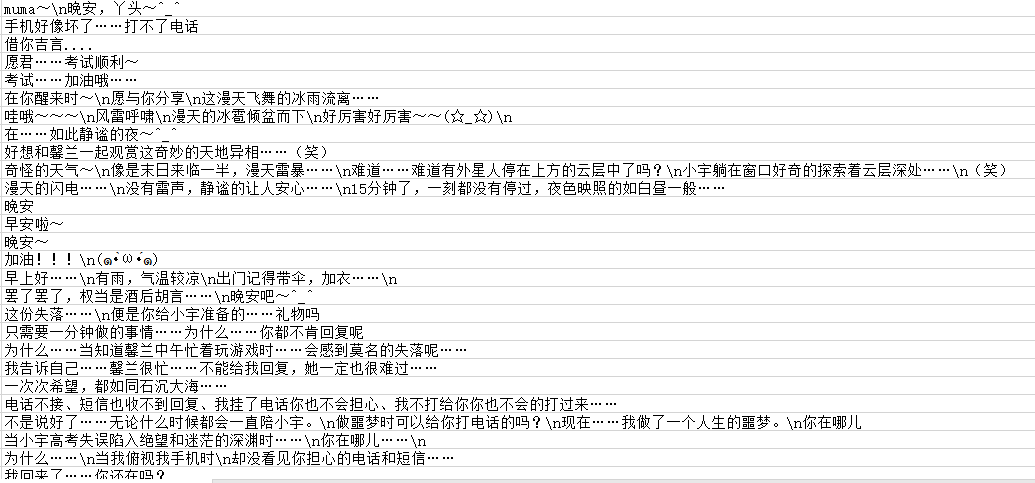 muma～\n晚安，丫头～^_^
手机好像坏了……打不了电话
借你吉言....
愿君……考试顺利～
考试……加油哦……
在你醒来时～\n愿与你分享\n这漫天飞舞的冰雨流离……
哇哦～～～\n风雷呼啸\n漫天的冰雹倾盆而下\n好厉害好厉害～～(☆_☆)\n
在……如此静谧的夜～^_^
好想和馨兰一起观赏这奇妙的天地异相……（笑）
奇怪的天气～\n像是末日来临一半，漫天雷暴……\n难道……难道有外星人停在上方的云层中了吗？\n小宇躺在窗口好奇的探索着云层深处……\n（笑）
漫天的闪电……\n没有雷声，静谧的让人安心……\n15分钟了，一刻都没有停过，夜色映照的如白昼一般……
晚安
早安啦～
晚安～
加油！！！\n(๑•̀ω•́๑)
早上好……\n有雨，气温较凉\n出门记得带伞，加衣……\n
罢了罢了，权当是酒后胡言……\n晚安吧～^_^
这份失落……\n便是你给小宇准备的……礼物吗
只需要一分钟做的事情……为什么……你都不肯回复呢
为什么……当知道馨兰中午忙着玩游戏时……会感到莫名的失落呢……
我告诉自己……馨兰很忙……不能给我回复，她一定也很难过……
一次次希望，都如同石沉大海……
电话不接、短信也收不到回复、我挂了电话你也不会担心、我不打给你你也不会的打过来……
不是说好了……无论什么时候都会一直陪小宇。\n做噩梦时可以给你打电话的吗？\n现在……我做了一个人生的噩梦。\n你在哪儿
当小宇高考失误陷入绝望和迷茫的深渊时……\n你在哪儿……\n
为什么……\n当我俯视我手机时\n却没看见你担心的电话和短信……
我回来了……你还在吗？